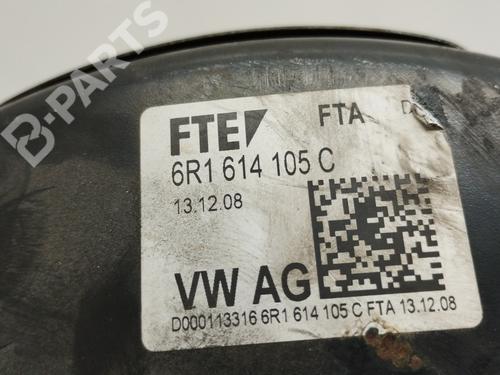 FTE FTA D
6R1 614 105 C
13.12.08
VW AG
D000113316 6R1 614 105 C FTA 13.12.08
B-PARTS